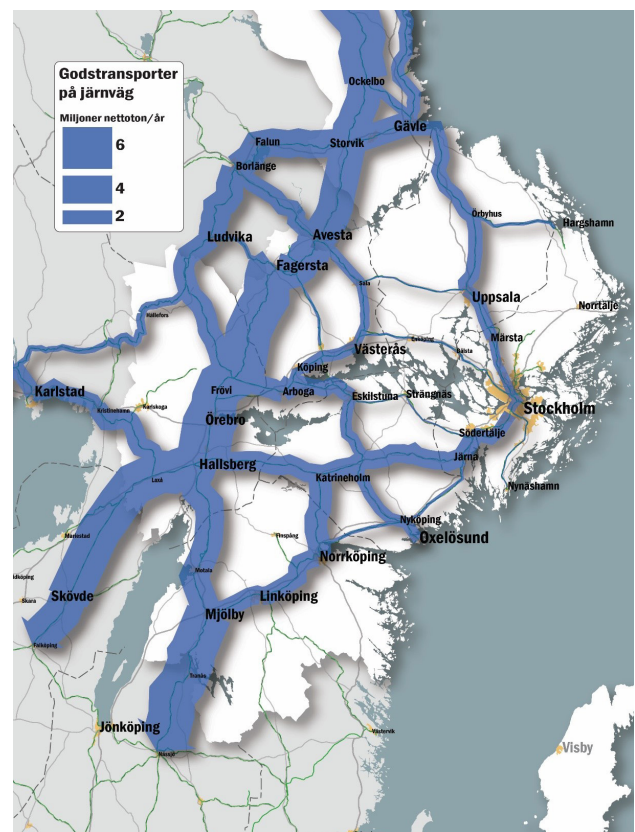 Godstransporter
på järnväg
Miljoner nettoton/år
6
4
2
Ockelbo
Gävle
Falun
Storvik
Borlänge
Örbyhus
Hargshamn
Ludvika
Avesta
Fagersta
Sala
Uppsala
Norrtälje
Hällefors
Märsta
Enköping
Västerås
Bålsta
Köping
Karlstad
Frövi
Arboga
Eskilstuna
Strängnäs
Stockholm
Kristinehamn
Karlskoga
Örebro
Södertälje
Hallsberg
Järna
Laxå
Katrineholm
Nynäshamn
Nyköping
Oxelösund
Mariestad
Finspång
Norrköping
Motala
Lidköping
Skövde
Skara
Linköping
Mjölby
Falköping
Tranås
Jönköping
Västervik
Nässjö
Visby